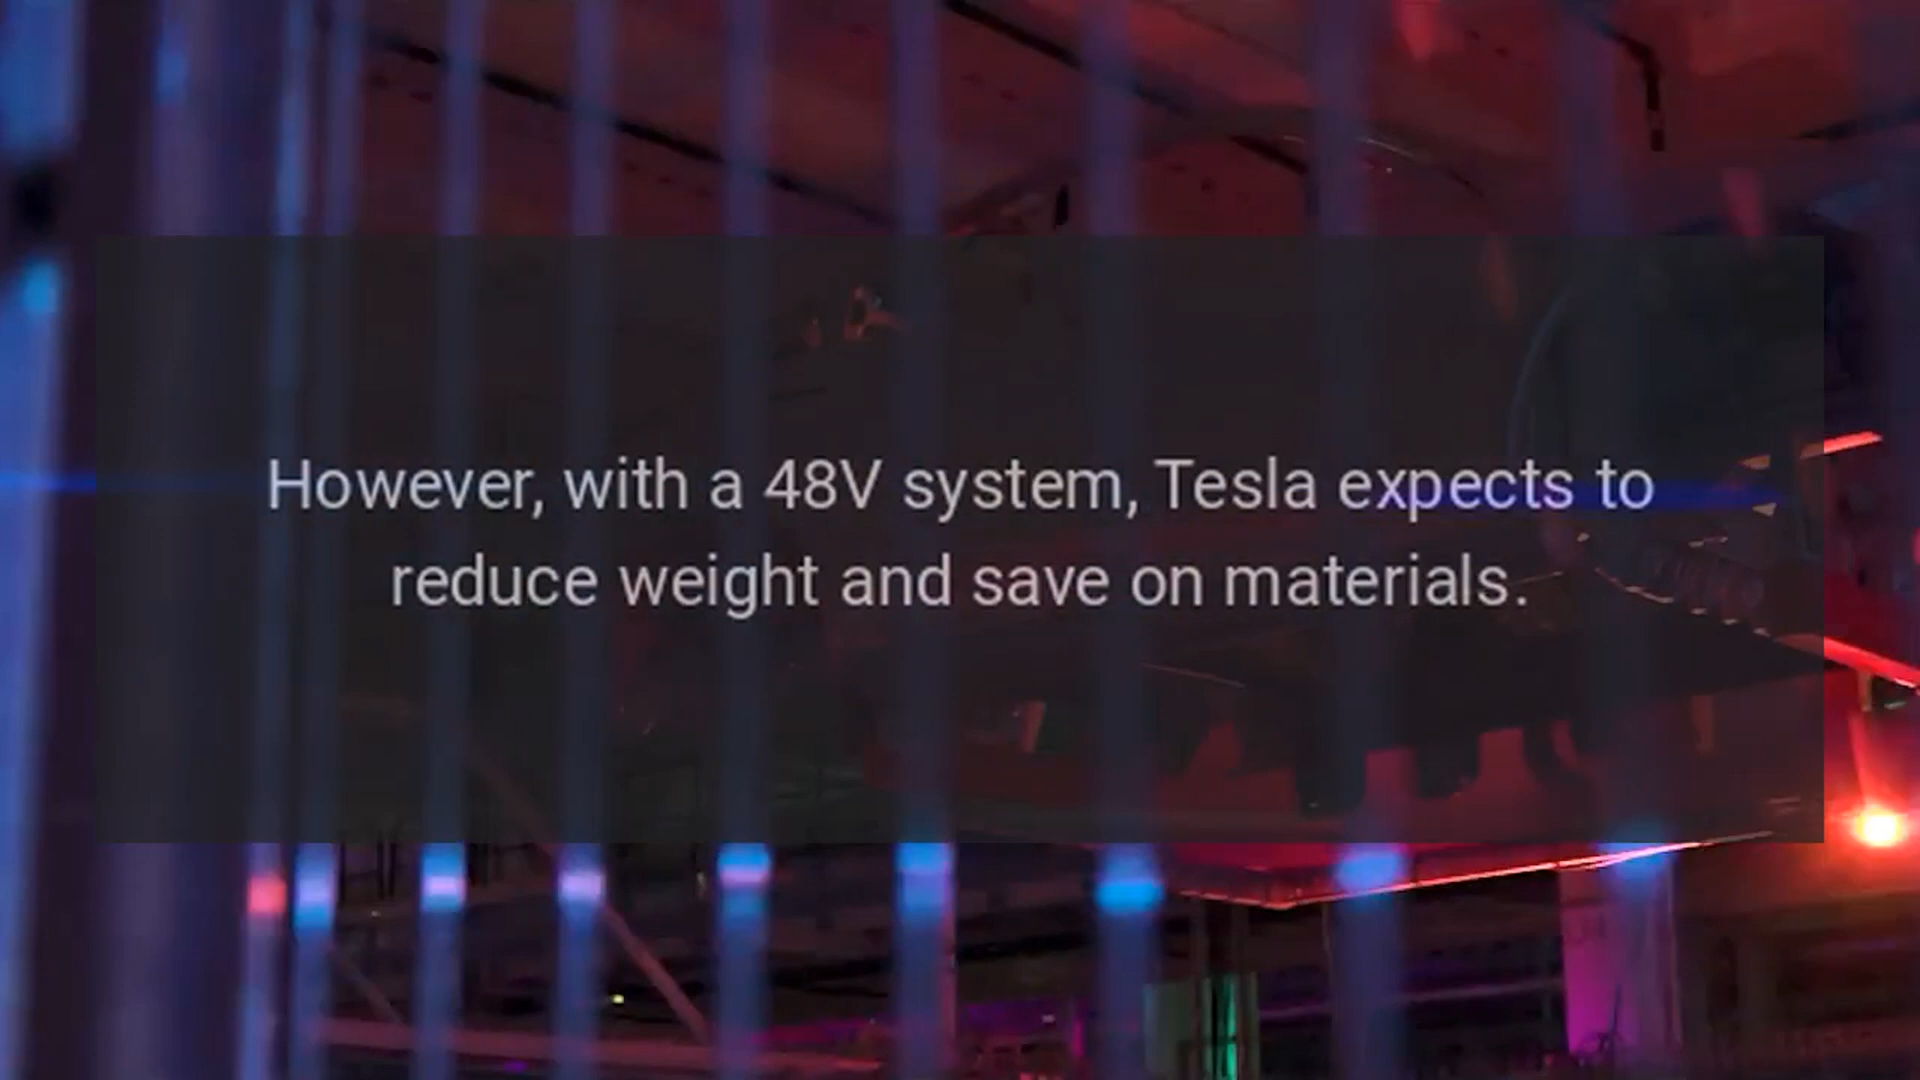 However, with a 48V system, Tesla expects to
reduce weight and save on materials.